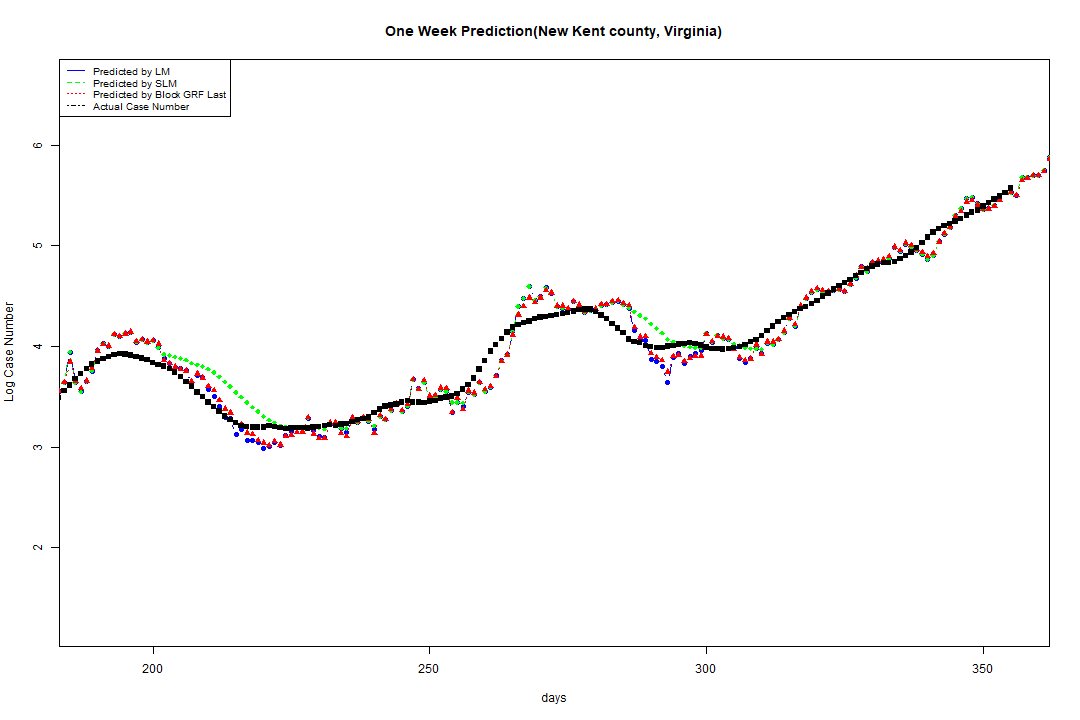 One Week Prediction(New Kent county, Virginia)
Predicted by LM
Predicted by SLM
Predicted by Block GRF Last
Actual Case Number
6
5
4
3
2
Log Case Number
200
250
300
350
days